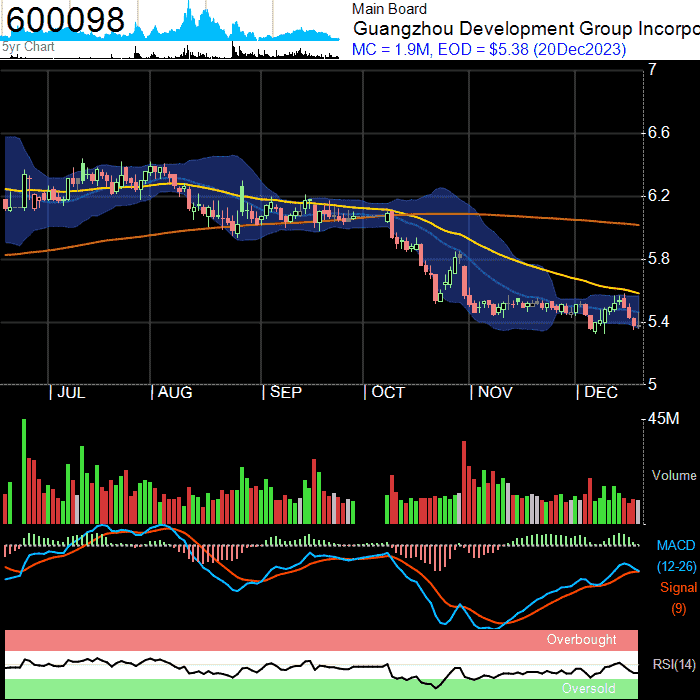 600098
5yr Chart
Main Board
Guangzhou Development Group Incorpo
MC = 1.9M, EOD = $5.38 (20Dec2023)
7
6.6
6.2
5.8
5.4
5
| JUL | AUG | SEP | OCT | NOV | DEC
45M
Volume
MACD
(12-26)
Signal
(9)
Overbought
RSI(14)
Oversold